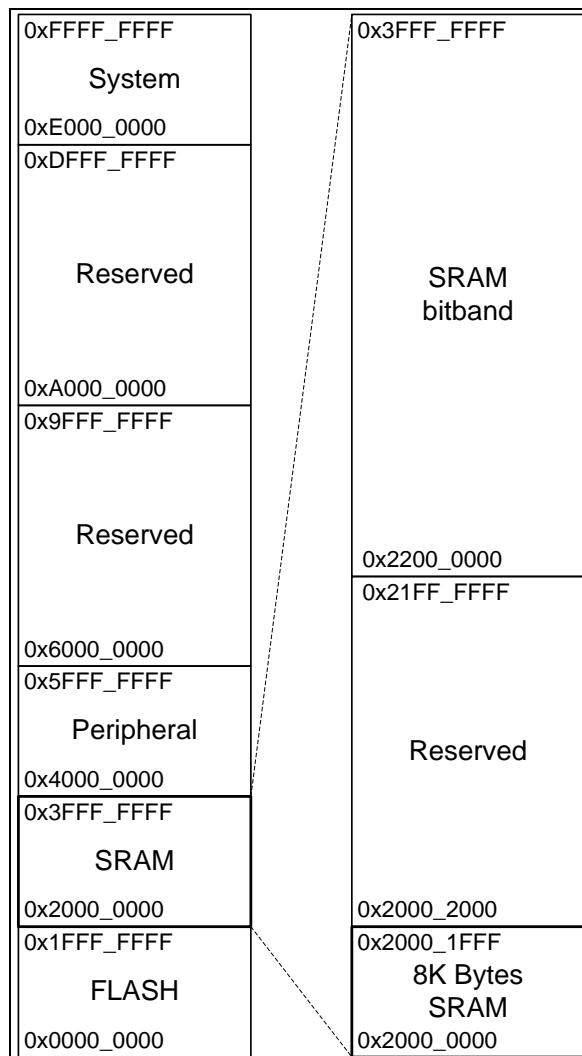 0xFFFF_FFFF
System
0xE000_0000
0xDFFF_FFFF
Reserved
0xA000_0000
0x9FFF_FFFF
Reserved
0x6000_0000
0x5FFF_FFFF
Peripheral
0x4000_0000
0x3FFF_FFFF
SRAM
0x2000_0000
0x1FFF_FFFF
FLASH
0x0000_0000
0x3FFF_FFFF
SRAM
bitband
0x2200_0000
0x21FF_FFFF
Reserved
0x2000_2000
0x2000_1FFF
8K Bytes
SRAM
0x2000_0000